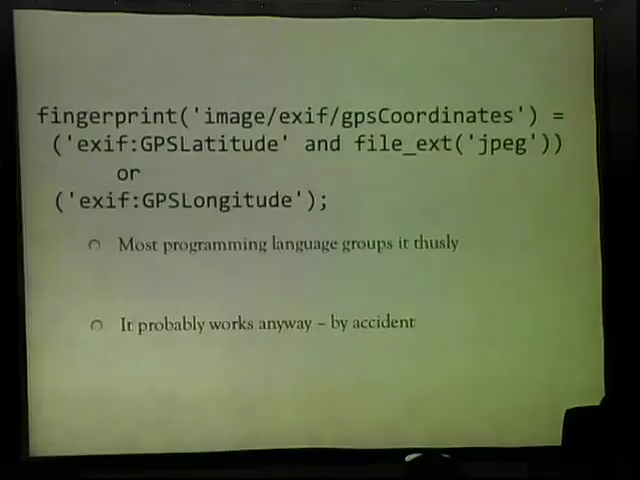 fingerprint('image/exif/gpsCoordinates') =
('exif:GPSLatitude' and file_ext('jpeg'))
or
('exif:GPSLongitude');
Most programming language groups it thusly
It probably works anyway – by accident